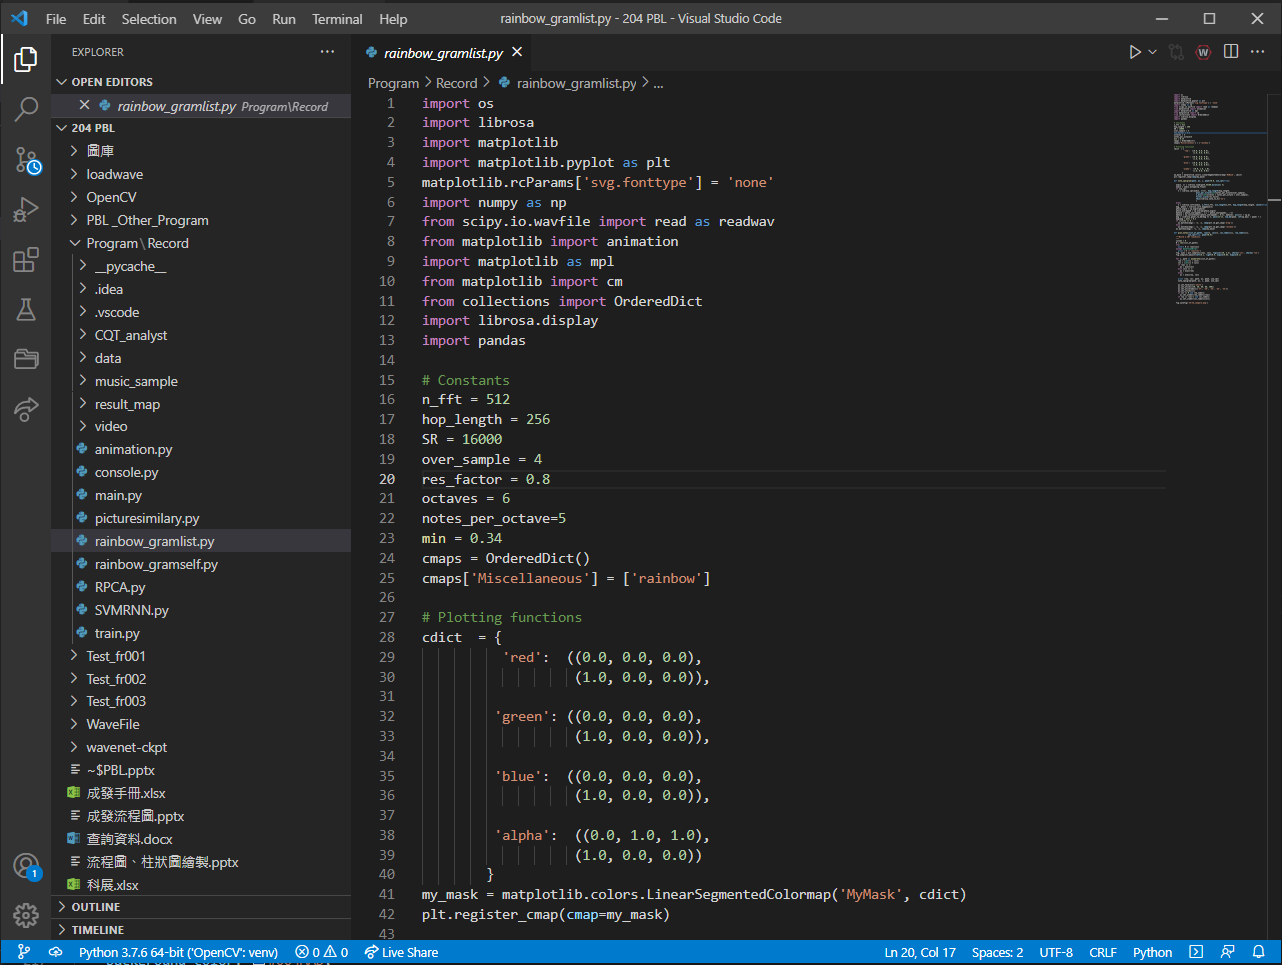 File Edit Selection View Go Run Terminal Help
rainbow_gramlist.py - 204 PBL - Visual Studio Code
EXPLORER
OPEN EDITORS
rainbow_gramlist.py Program\Record
204 PBL
圖庫
loadwave
OpenCV
PBL _Other_Program
Program\Record
__pycache__
.idea
.vscode
CQT_analyst
data
music_sample
result_map
video
animation.py
console.py
main.py
picturesimilary.py
rainbow_gramlist.py
rainbow_gramself.py
RPCA.py
SVMRNN.py
train.py
Test_fr001
Test_fr002
Test_fr003
WaveFile
wavenet-ckpt
~$PBL.pptx
成發手冊.xlsx
成發流程圖.pptx
查詢資料.docx
流程圖、柱狀圖繪製.pptx
科展.xlsx
OUTLINE
TIMELINE
rainbow_gramlist.py
Program > Record > rainbow_gramlist.py > ...
1 import os
2 import librosa
3 import matplotlib
4 import matplotlib.pyplot as plt
5 matplotlib.rcParams['svg.fonttype'] = 'none'
6 import numpy as np
7 from scipy.io.wavfile import read as readwav
8 from matplotlib import animation
9 import matplotlib as mpl
10 from matplotlib import cm
11 from collections import OrderedDict
12 import librosa.display
13 import pandas
14
15 # Constants
16 n_fft = 512
17 hop_length = 256
18 SR = 16000
19 over_sample = 4
20 res_factor = 0.8
21 octaves = 6
22 notes_per_octave=5
23 min = 0.34
24 cmaps = OrderedDict()
25 cmaps['Miscellaneous'] = ['rainbow']
26
27 # Plotting functions
28 cdict  = {
29 'red':  ((0.0, 0.0, 0.0),
30 (1.0, 0.0, 0.0)),
31
32 'green': ((0.0, 0.0, 0.0),
33 (1.0, 0.0, 0.0)),
34
35 'blue':  ((0.0, 0.0, 0.0),
36 (1.0, 0.0, 0.0)),
37
38 'alpha':  ((0.0, 1.0, 1.0),
39 (1.0, 0.0, 0.0))
40 }
41 my_mask = matplotlib.colors.LinearSegmentedColormap('MyMask', cdict)
42 plt.register_cmap(cmap=my_mask)
43
1
Python 3.7.6 64-bit ('OpenCV': venv) 0 0 Live Share
Ln 20, Col 17 Spaces: 2 UTF-8 CRLF Python